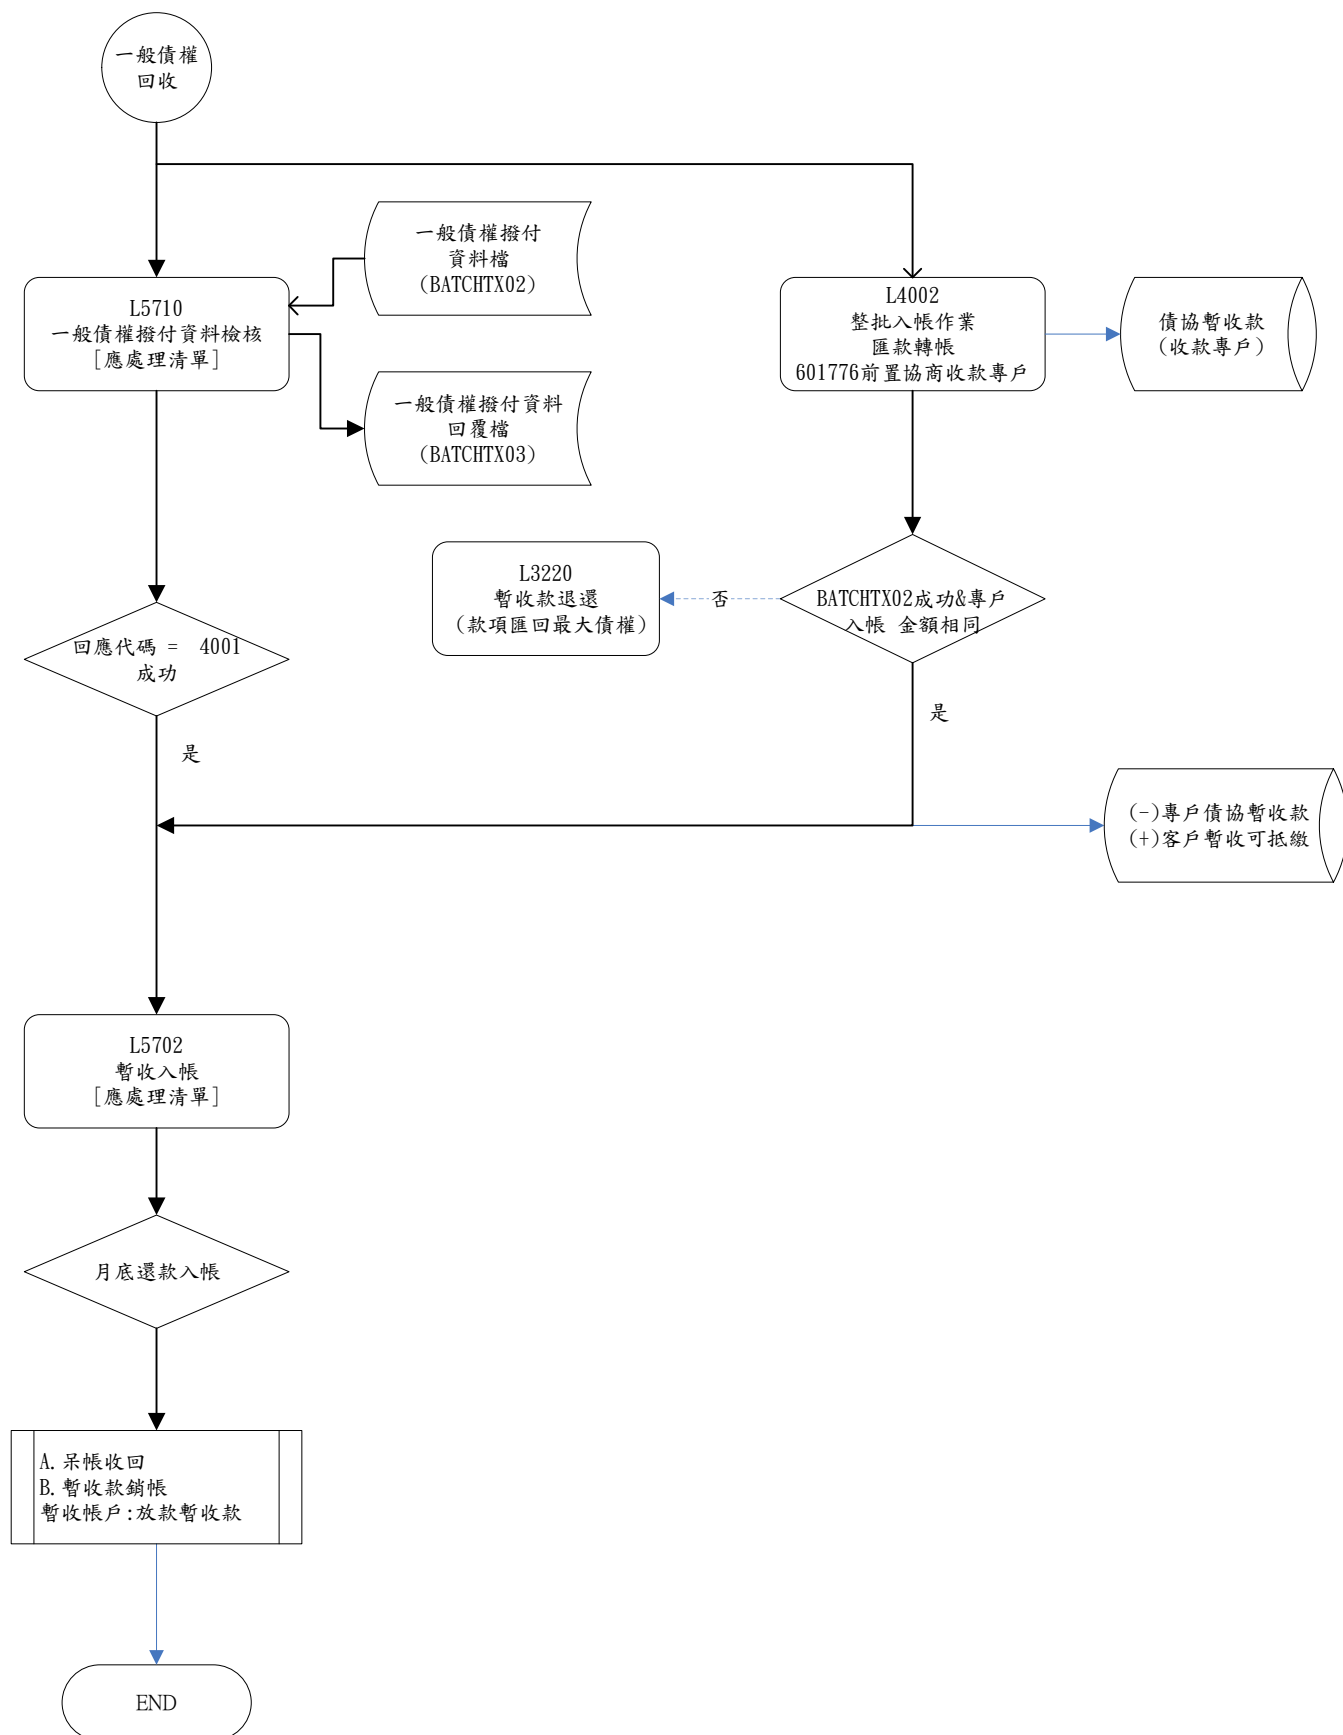 一般債權
回收
一般債權撥付
資料檔
(BATCHTX02)
L5710
一般債權撥付資料檢核
[應處理清單]
一般債權撥付資料
回覆檔
(BATCHTX03)
L4002
整批入帳作業
匯款轉帳
601776前置協商收款專戶
債協暫收款
(收款專戶)
L3220
暫收款退還
(款項匯回最大債權)
否
BATCHTX02成功&專戶
入帳 金額相同
回應代碼 = 4001
成功
是
是
(-)專戶債協暫收款
(+)客戶暫收可抵繳
L5702
暫收入帳
[應處理清單]
月底還款入帳
A.呆帳收回
B.暫收款銷帳
暫收帳戶:放款暫收款
END